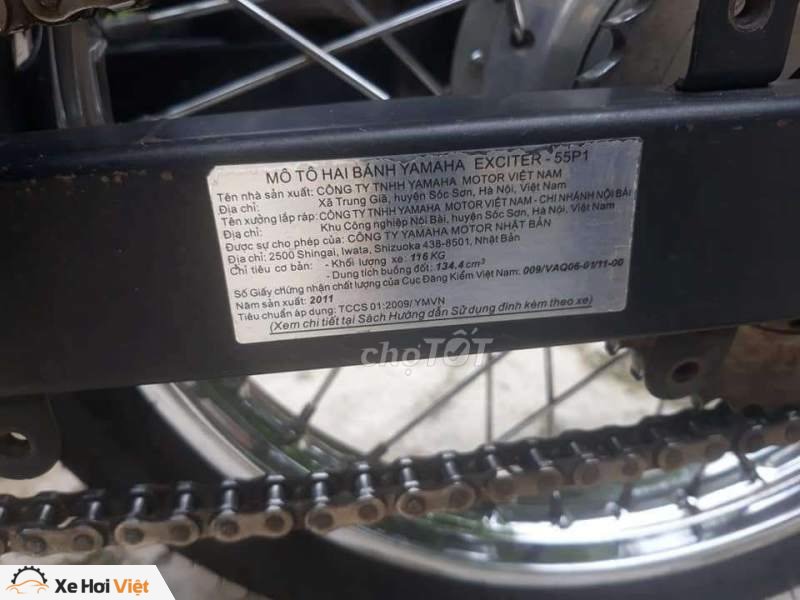 MÔ TÔ HAI BÁNH YAMAHA EXCITER - 55P1
Tên nhà sản xuất: CÔNG TY TNHH YAMAHA MOTOR VIỆT NAM
Địa chỉ: Xã Trung Giã, huyện Sóc Sơn, Hà Nội, Việt Nam
Tên xưởng lắp ráp: CÔNG TY TNHH YAMAHA MOTOR VIỆT NAM - CHI NHÁNH NỘI BÀI
Địa chỉ: Khu Công nghiệp Nội Bài, huyện Sóc Sơn, Hà Nội, Việt Nam
Được sự cho phép của: CÔNG TY YAMAHA MOTOR NHẬT BẢN
Địa chỉ: 2500 Shingai, Iwata, Shizuoka 438-8501, Nhật Bản
Chỉ tiêu cơ bản: - Khối lượng xe: 116 KG
- Dung tích buồng đốt: 134.4 cm³
Số Giấy chứng nhận chất lượng của Cục Đăng Kiểm Việt Nam: 009/VAQ06-01/11-00
Năm sản xuất: 2011
Tiêu chuẩn áp dụng: TCCS 01:2009/YMVN
(Xem chi tiết tại Sách Hướng dẫn Sử dụng đính kèm theo xe)
chợTỐT
Xe Hơi Việt